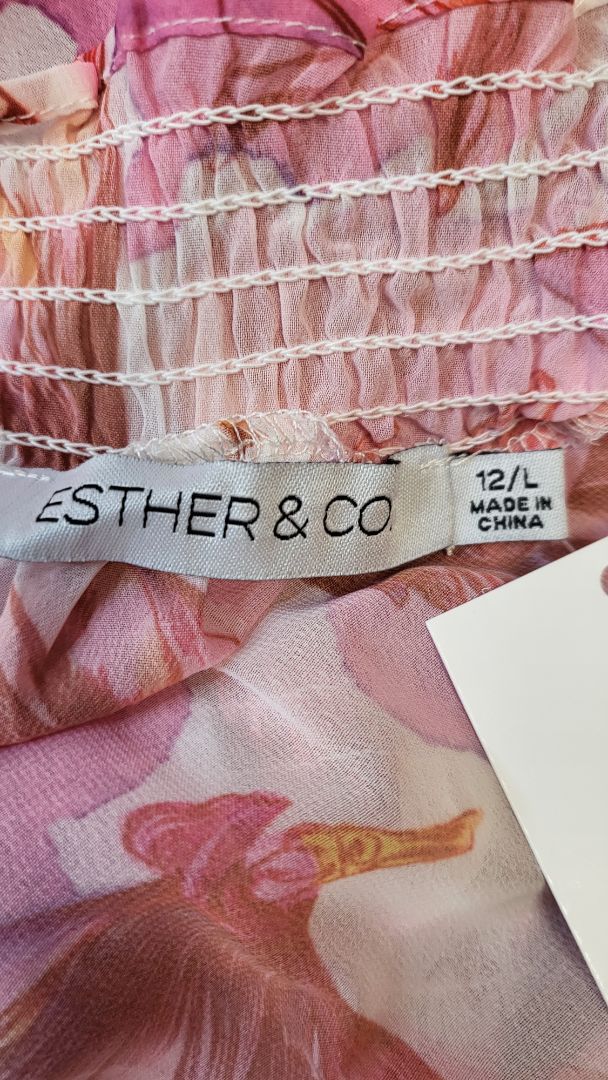 ESTHER & CO.
12/L
MADE IN
CHINA